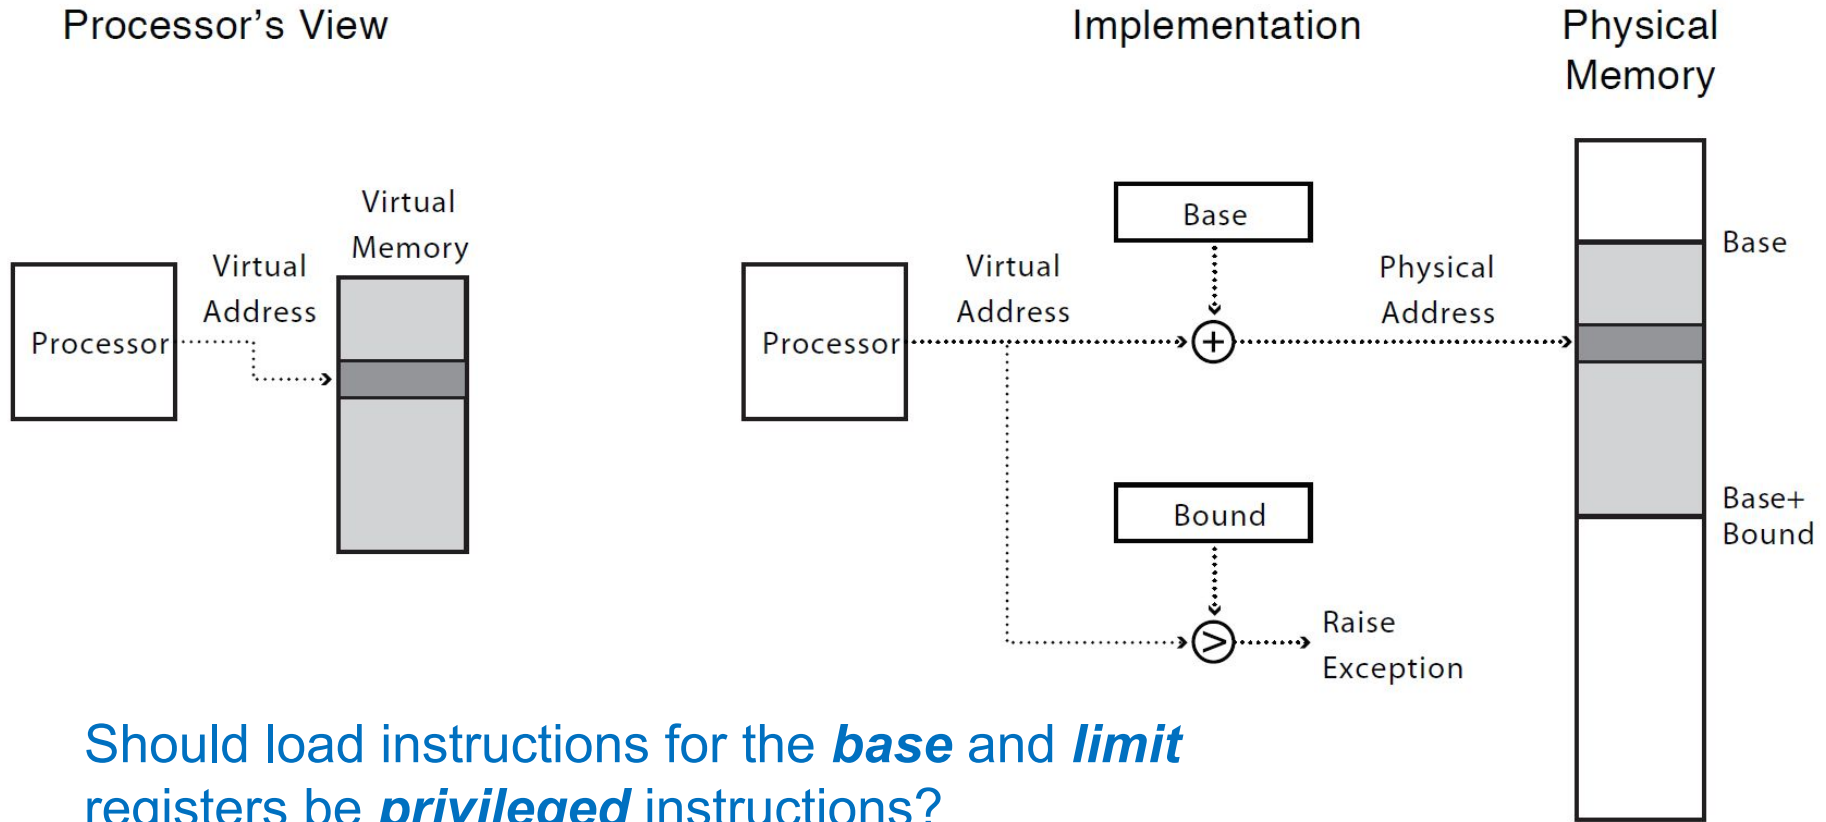 Processor's View
Implementation
Physical
Memory
Virtual
Memory
Virtual
Address
Processor
Base
Virtual
Address
Processor
+
Physical
Address
Base
Bound
>
Raise
Exception
Base+
Bound
Should load instructions for the base and limit
registers be privileged instructions?